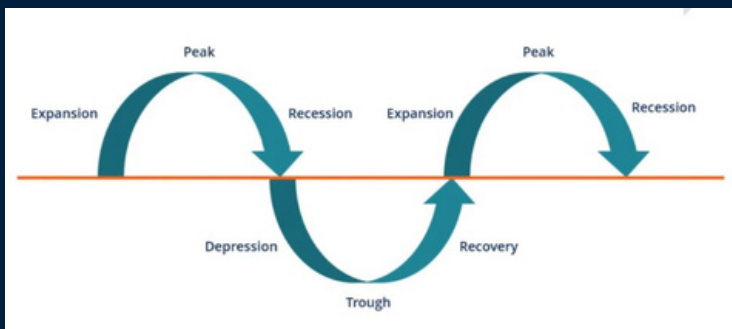 Peak
Peak
Expansion
Recession
Expansion
Recession
Depression
Recovery
Trough